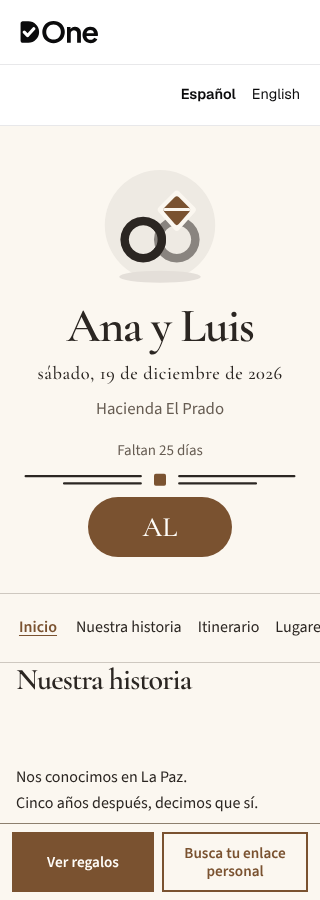 One
Español English
Ana y Luis
sábado, 19 de diciembre de 2026
Hacienda El Prado
Faltan 25 días
AL
Inicio Nuestra historia Itinerario Lugare
Nuestra historia
Nos conocimos en La Paz.
Cinco años después, decimos que sí.
Ver regalos
Busca tu enlace
personal